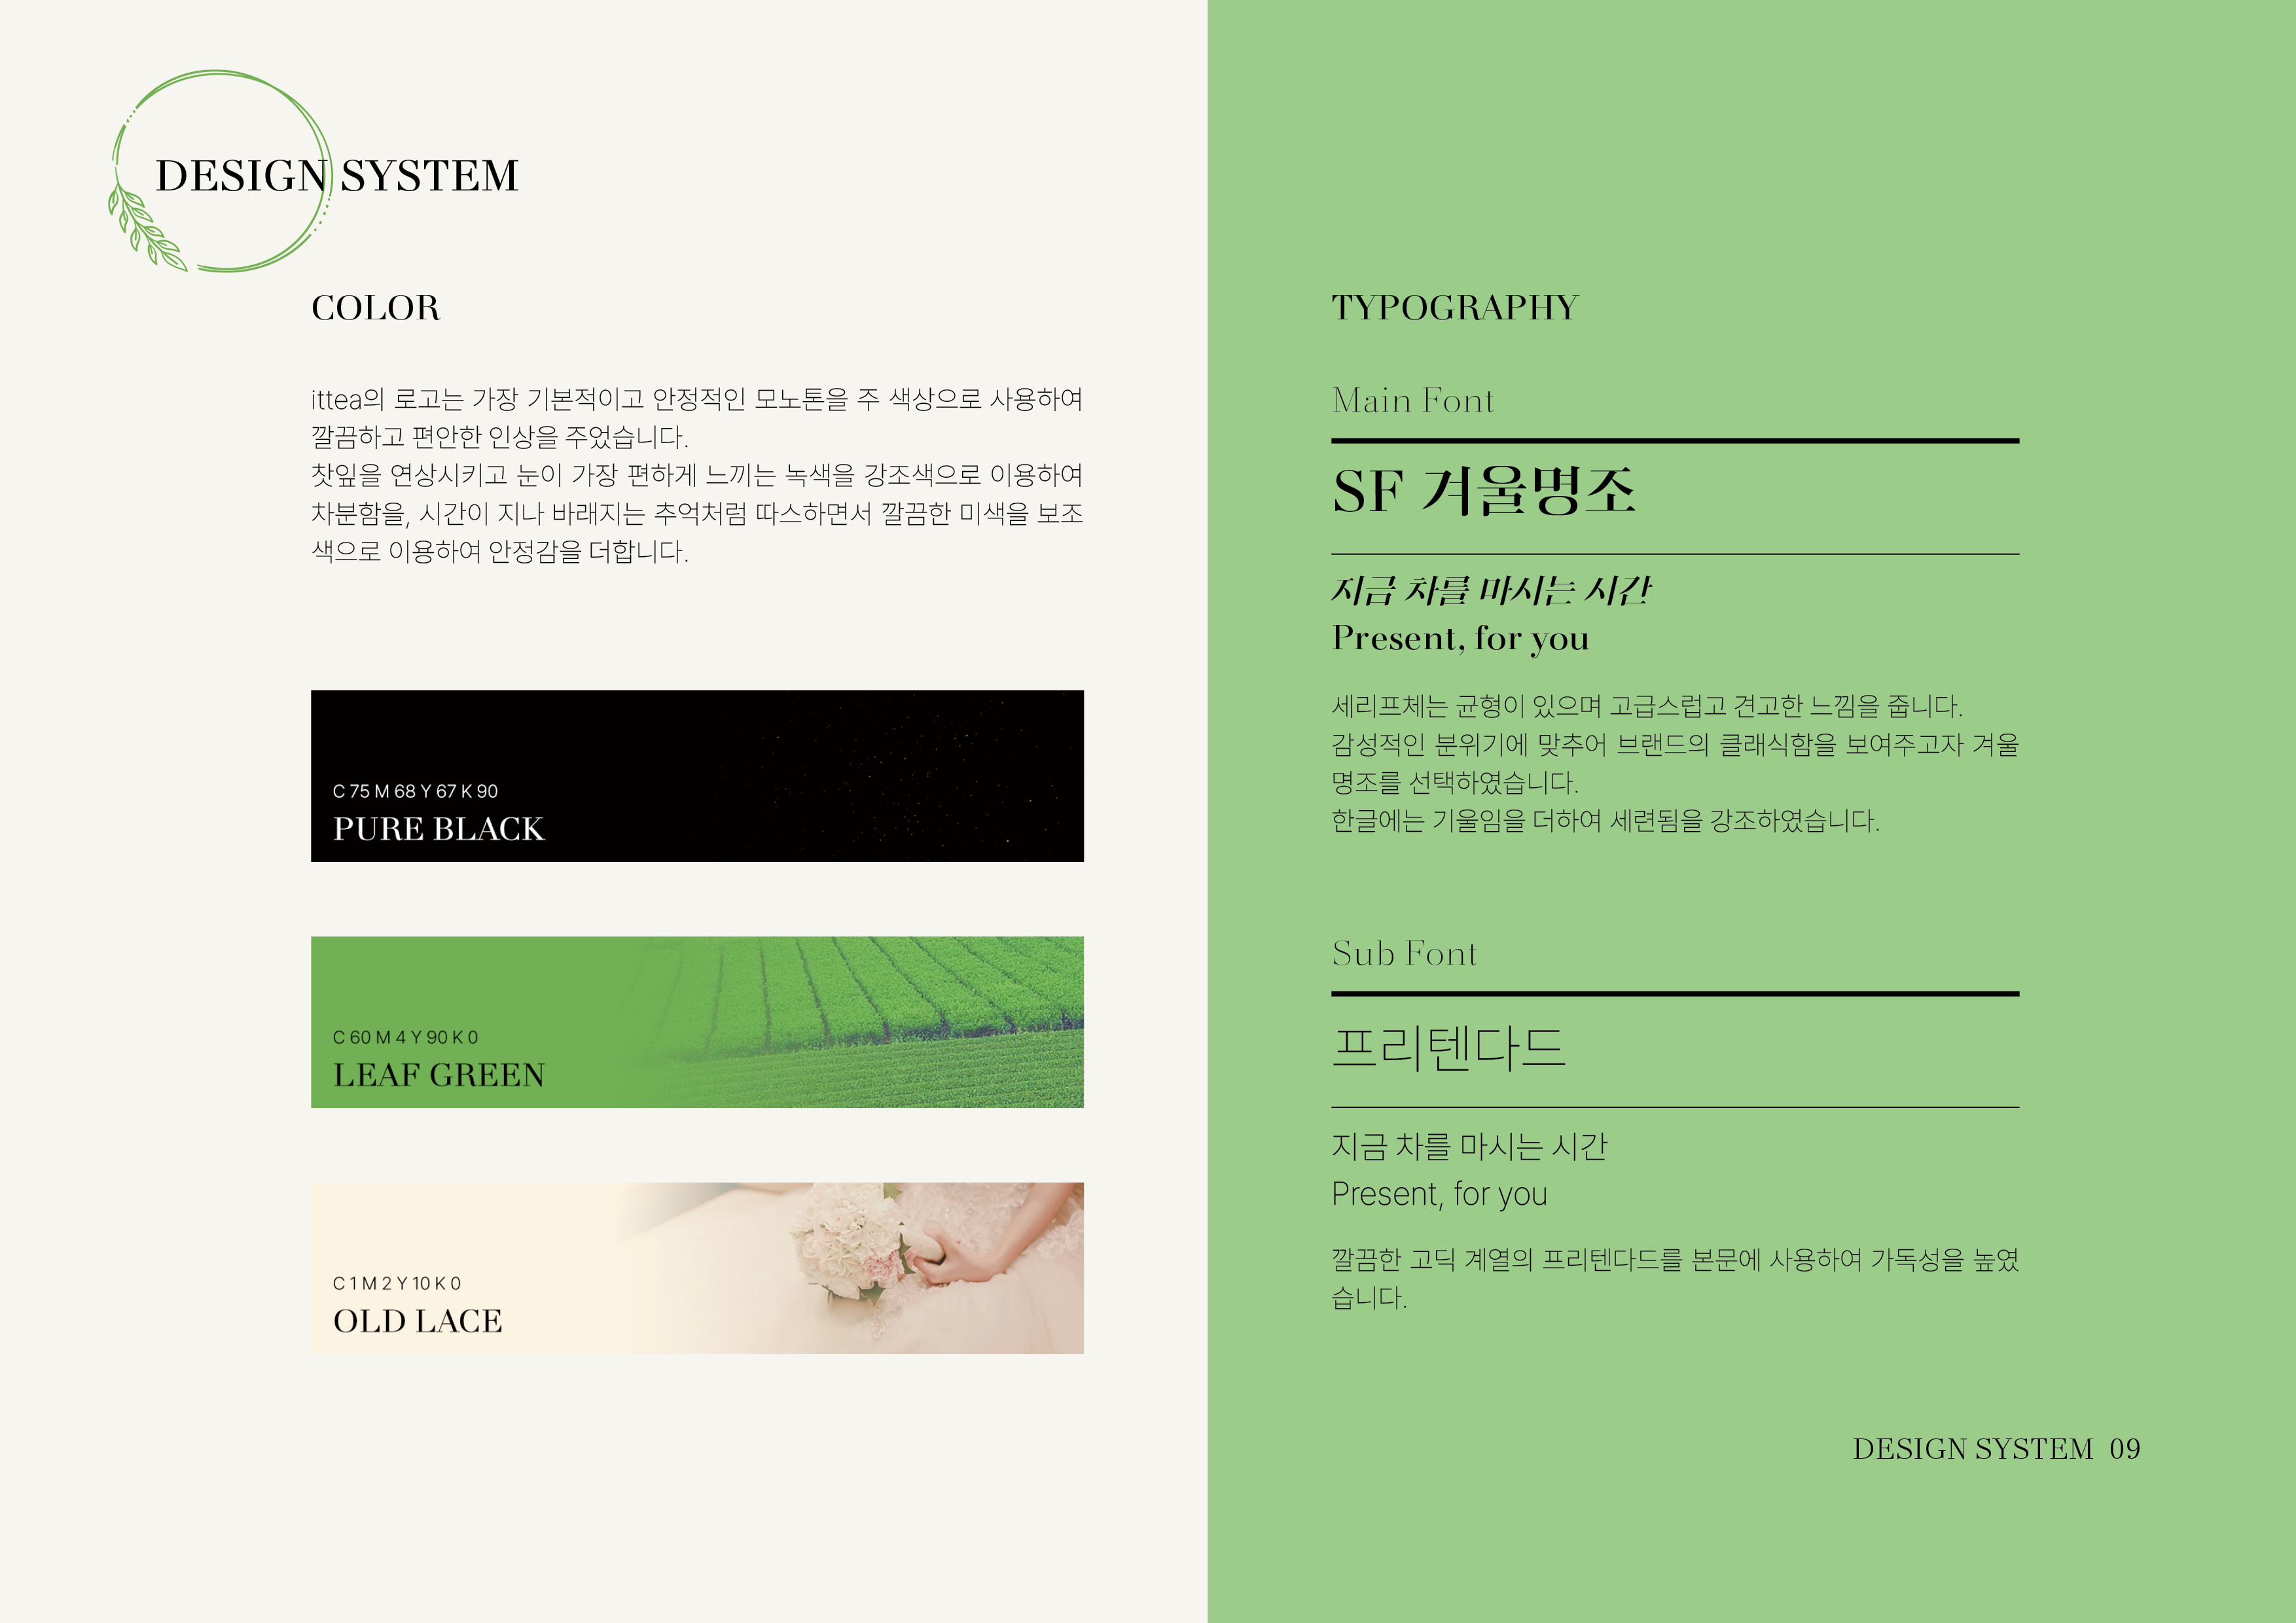 DESIGN SYSTEM
COLOR
ittea의 로고는 가장 기본적이고 안정적인 모노톤을 주 색상으로 사용하여
깔끔하고 편안한 인상을 주었습니다.
찻잎을 연상시키고 눈이 가장 편하게 느끼는 녹색을 강조색으로 이용하여
차분함을, 시간이 지나 바래지는 추억처럼 따스하면서 깔끔한 미색을 보조
색으로 이용하여 안정감을 더합니다.
C 75 M 68 Y 67 K 90
PURE BLACK
C 60 M 4 Y 90 K 0
LEAF GREEN
C 1 M 2 Y 10 K 0
OLD LACE
TYPOGRAPHY
Main Font
SF 겨울명조
지금 차를 마시는 시간
Present, for you
세리프체는 균형이 있으며 고급스럽고 견고한 느낌을 줍니다.
감성적인 분위기에 맞추어 브랜드의 클래식함을 보여주고자 겨울
명조를 선택하였습니다.
한글에는 기울임을 더하여 세련됨을 강조하였습니다.
Sub Font
프리텐다드
지금 차를 마시는 시간
Present, for you
깔끔한 고딕 계열의 프리텐다드를 본문에 사용하여 가독성을 높였
습니다.
DESIGN SYSTEM 09